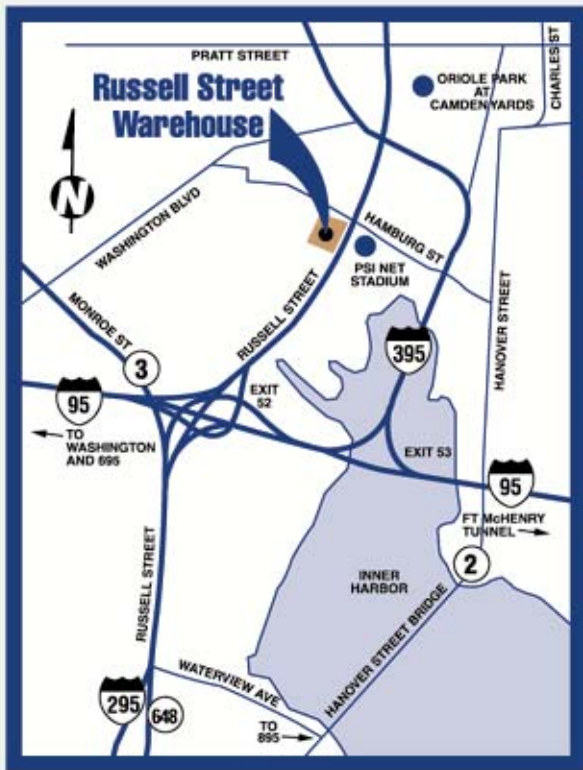 PRATT STREET
ORIOLE PARK
AT
CAMDEN YARDS
CHARLES ST
Russell Street
Warehouse
N
WASHINGTON BLVD
HAMBURG ST
PSI NET
STADIUM
HANOVER STREET
MONROE ST
RUSSELL STREET
3
395
95
EXIT
52
TO
WASHINGTON
AND 695
EXIT 53
95
FT McHENRY
TUNNEL
2
RUSSELL STREET
INNER
HARBOR
HANOVER STREET BRIDGE
WATERVIEW AVE
295
648
TO
895